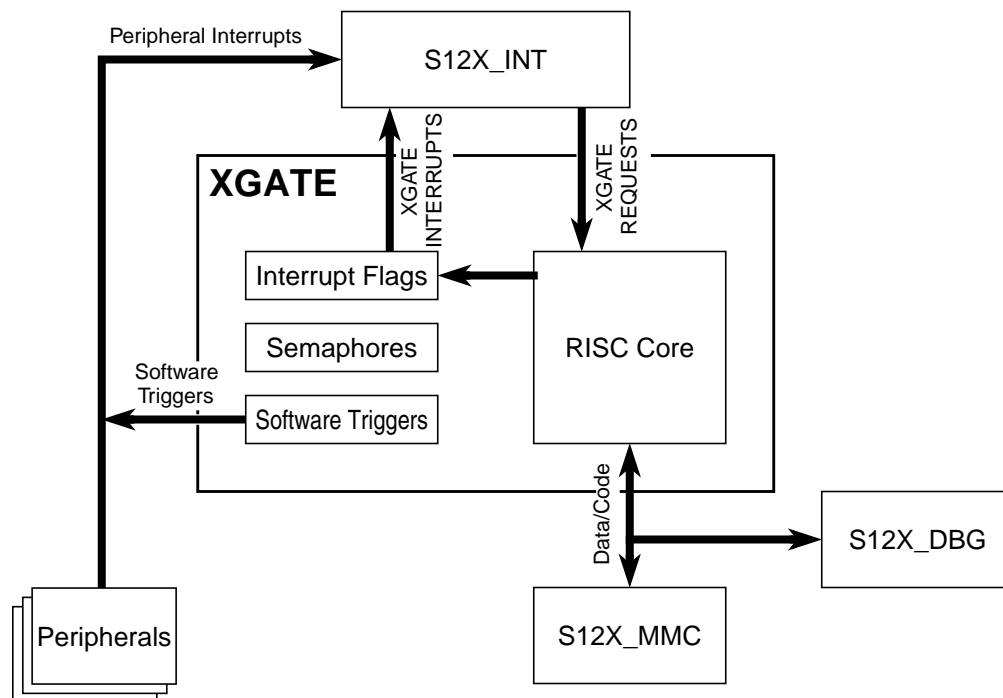 Peripheral Interrupts
S12X_INT
XGATE
INTERRUPTS
XGATE
REQUESTS
XGATE
Interrupt Flags
Semaphores
RISC Core
Software
Triggers
Software Triggers
Data/Code
S12X_DBG
Peripherals
S12X_MMC